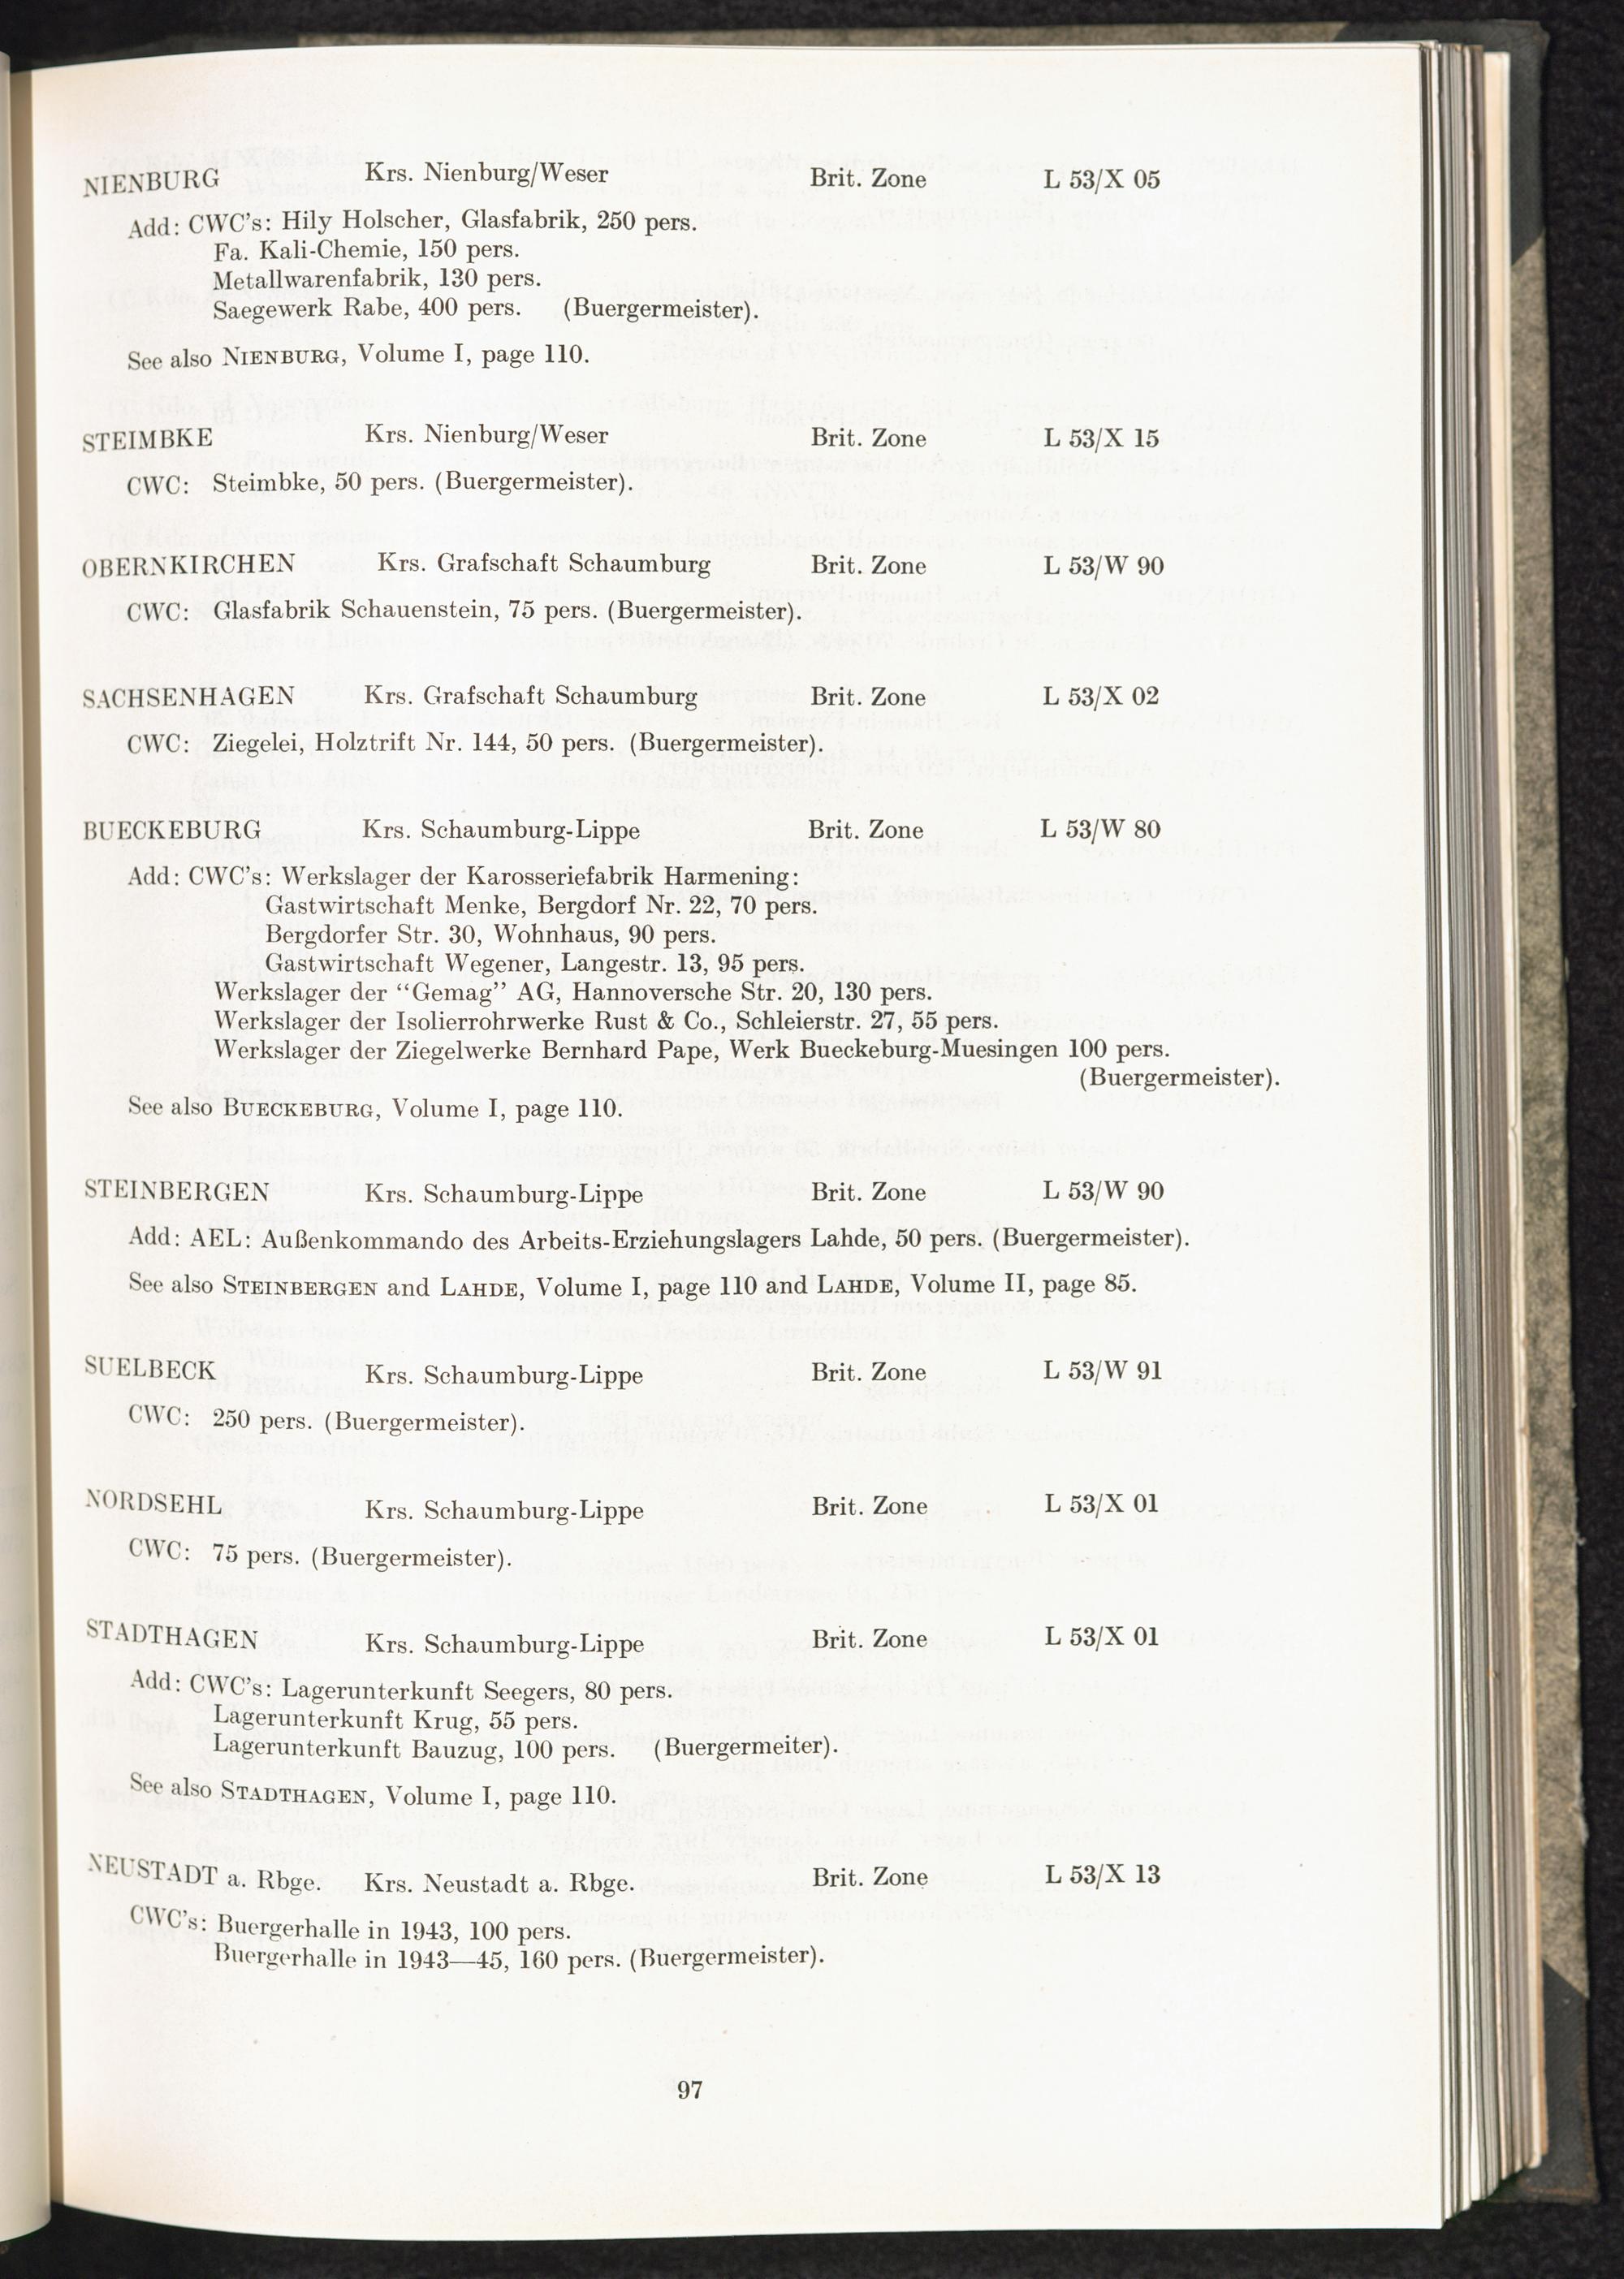 NIENBURG Krs. Nienburg/Weser Brit. Zone L 53/X 05
Add: CWC's: Hily Holscher, Glasfabrik, 250 pers.
Fa. Kali-Chemie, 150 pers.
Metallwarenfabrik, 130 pers.
Saegewerk Rabe, 400 pers. (Buergermeister).
See also NIENBURG, Volume I, page 110.
STEIMBKE Krs. Nienburg/Weser Brit. Zone L 53/X 15
CWC: Steimbke, 50 pers. (Buergermeister).
OBERNKIRCHEN Krs. Grafschaft Schaumburg Brit. Zone L 53/W 90
CWC: Glasfabrik Schauenstein, 75 pers. (Buergermeister).
SACHSENHAGEN Krs. Grafschaft Schaumburg Brit. Zone L 53/X 02
CWC: Ziegelei, Holztrift Nr. 144, 50 pers. (Buergermeister).
BUECKEBURG Krs. Schaumburg-Lippe Brit. Zone L 53/W 80
Add: CWC's: Werkslager der Karosseriefabrik Harmening:
Gastwirtschaft Menke, Bergdorf Nr. 22, 70 pers.
Bergdorfer Str. 30, Wohnhaus, 90 pers.
Gastwirtschaft Wegener, Langestr. 13, 95 pers.
Werkslager der “Gemag” AG, Hannoversche Str. 20, 130 pers.
Werkslager der Isolierrohrwerke Rust & Co., Schleierstr. 27, 55 pers.
Werkslager der Ziegelwerke Bernhard Pape, Werk Bueckeburg-Muesingen 100 pers.
(Buergermeister).
See also BUECKEBURG, Volume I, page 110.
STEINBERGEN Krs. Schaumburg-Lippe Brit. Zone L 53/W 90
Add: AEL: Außenkommando des Arbeits-Erziehungslagers Lahde, 50 pers. (Buergermeister).
See also STEINBERGEN and LAHDE, Volume I, page 110 and LAHDE, Volume II, page 85.
SUELBECK Krs. Schaumburg-Lippe Brit. Zone L 53/W 91
CWC: 250 pers. (Buergermeister).
NORDSEHL Krs. Schaumburg-Lippe Brit. Zone L 53/X 01
CWC: 75 pers. (Buergermeister).
STADTHAGEN Krs. Schaumburg-Lippe Brit. Zone L 53/X 01
Add: CWC's: Lagerunterkunft Seegers, 80 pers.
Lagerunterkunft Krug, 55 pers.
Lagerunterkunft Bauzug, 100 pers. (Buergermeiter).
See also STADTHAGEN, Volume I, page 110.
NEUSTADT a. Rbge. Krs. Neustadt a. Rbge. Brit. Zone L 53/X 13
CWC's: Buergerhalle in 1943, 100 pers.
Buergerhalle in 1943—45, 160 pers. (Buergermeister).
97